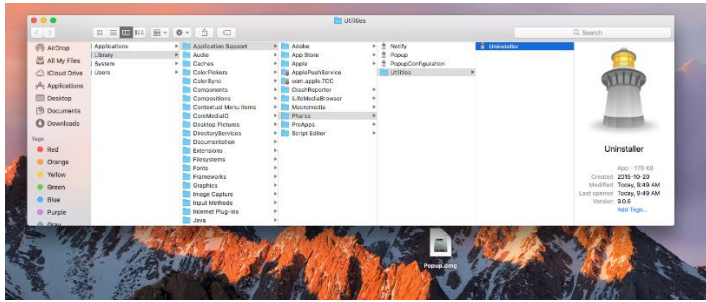 Utilities
Search
AirDrop
All My Files
iCloud Drive
Applications
Desktop
Documents
Downloads
Tags
Red
Orange
Yellow
Green
Blue
Purple
Gray
Applications
Library
System
Users
Application Support
Audio
Caches
ColorPickers
ColorSync
Components
Compositions
Contextual Menu Items
CoreMediaIO
Desktop Pictures
DirectoryServices
Documentation
Extensions
Filesystems
Fonts
Frameworks
Graphics
Image Capture
Input Methods
Internet Plug-Ins
Java
Adobe
App Store
Apple
ApplePushService
com.apple.TCC
CrashReporter
iLifeMediaBrowser
Macromedia
Pharos
ProApps
Script Editor
Notify
Popup
PopupConfiguration
Utilities
Uninstaller
Uninstaller
App - 175 KB
Created 2015-10-20
Modified Today, 9:49 AM
Last opened Today, 9:49 AM
Version 9.0.6
Add Tags...
Popup.dmg